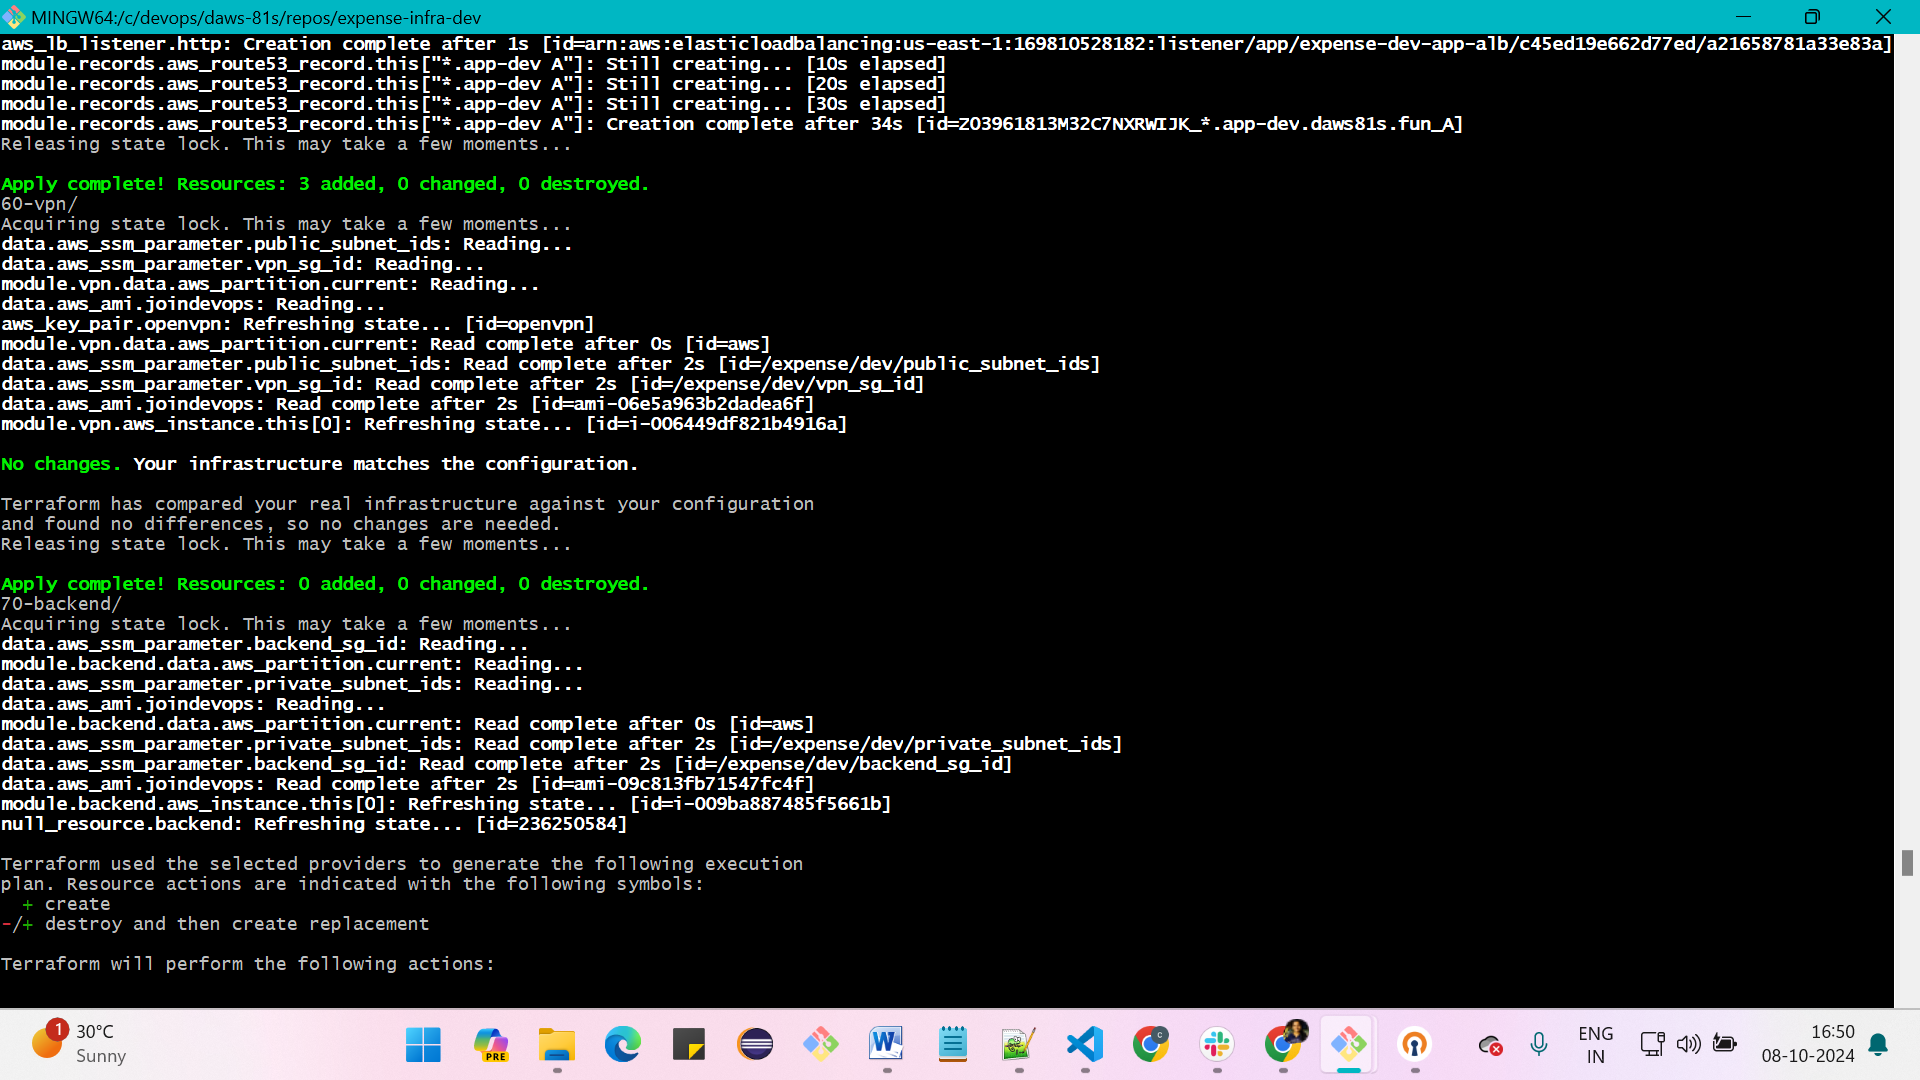 MINGW64:/c/devops/daws-81s/repos/expense-infra-dev
aws_lb_listener.http: Creation complete after 1s [id=arn:aws:elasticloadbalancing:us-east-1:169810528182:listener/app/expense-dev-app-alb/c45ed19e662d77ed/a21658781a33e83a]
module.records.aws_route53_record.this["*.app-dev A"]: Still creating... [10s elapsed]
module.records.aws_route53_record.this["*.app-dev A"]: Still creating... [20s elapsed]
module.records.aws_route53_record.this["*.app-dev A"]: Still creating... [30s elapsed]
module.records.aws_route53_record.this["*.app-dev A"]: Creation complete after 34s [id=Z03961813M32C7NXRWIJK_*.app-dev.daws81s.fun_A]
Releasing state lock. This may take a few moments...
Apply complete! Resources: 3 added, 0 changed, 0 destroyed.
60-vpn/
Acquiring state lock. This may take a few moments...
data.aws_ssm_parameter.public_subnet_ids: Reading...
data.aws_ssm_parameter.vpn_sg_id: Reading...
module.vpn.data.aws_partition.current: Reading...
data.aws_ami.joindevops: Reading...
aws_key_pair.openvpn: Refreshing state... [id=openvpn]
module.vpn.data.aws_partition.current: Read complete after 0s [id=aws]
data.aws_ssm_parameter.public_subnet_ids: Read complete after 2s [id=/expense/dev/public_subnet_ids]
data.aws_ssm_parameter.vpn_sg_id: Read complete after 2s [id=/expense/dev/vpn_sg_id]
data.aws_ami.joindevops: Read complete after 2s [id=ami-06e5a963b2dadea6f]
module.vpn.aws_instance.this[0]: Refreshing state... [id=i-006449df821b4916a]
No changes. Your infrastructure matches the configuration.
Terraform has compared your real infrastructure against your configuration
and found no differences, so no changes are needed.
Releasing state lock. This may take a few moments...
Apply complete! Resources: 0 added, 0 changed, 0 destroyed.
70-backend/
Acquiring state lock. This may take a few moments...
data.aws_ssm_parameter.backend_sg_id: Reading...
module.backend.data.aws_partition.current: Reading...
data.aws_ssm_parameter.private_subnet_ids: Reading...
data.aws_ami.joindevops: Reading...
module.backend.data.aws_partition.current: Read complete after 0s [id=aws]
data.aws_ssm_parameter.private_subnet_ids: Read complete after 2s [id=/expense/dev/private_subnet_ids]
data.aws_ssm_parameter.backend_sg_id: Read complete after 2s [id=/expense/dev/backend_sg_id]
data.aws_ami.joindevops: Read complete after 2s [id=ami-09c813fb71547fc4f]
module.backend.aws_instance.this[0]: Refreshing state... [id=i-009ba887485f5661b]
null_resource.backend: Refreshing state... [id=236250584]
Terraform used the selected providers to generate the following execution
plan. Resource actions are indicated with the following symbols:
+ create
-/+ destroy and then create replacement
Terraform will perform the following actions:
1
30°C
Sunny
PRE
W
C
ENG
IN
16:50
08-10-2024